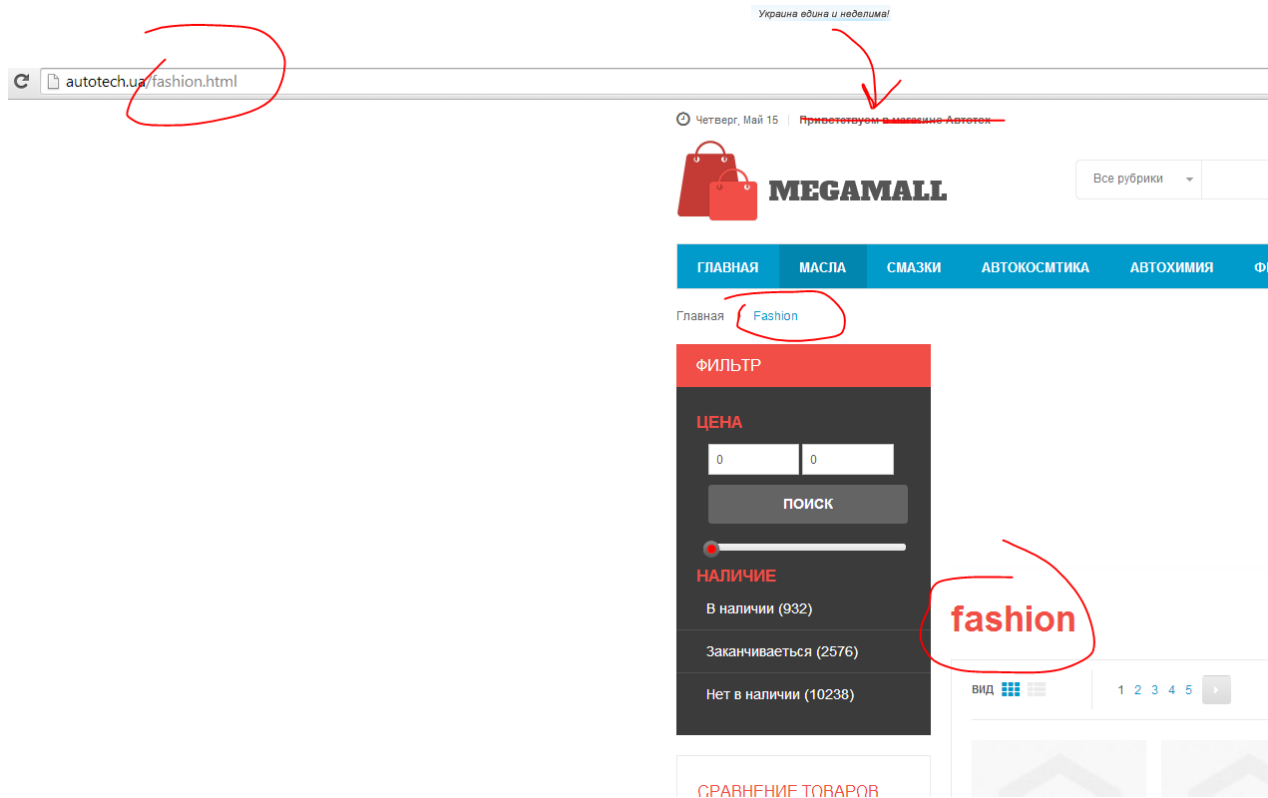 Украина едина и неделима!
autotech.ua/fashion.html
Четверг, Май 15 Приветствуем в магазине Автотек
MEGAMALL
Все рубрики
ГЛАВНАЯ МАСЛА СМАЗКИ АВТОКОСМТИКА АВТОХИМИЯ
Главная Fashion
ФИЛЬТР
ЦЕНА
0 0
ПОИСК
НАЛИЧИЕ
В наличии (932)
fashion
Заканчиваеться (2576)
Нет в наличии (10238)
ВИД 1 2 3 4 5
СРАВНЕНИЕ ТОВАРОВ